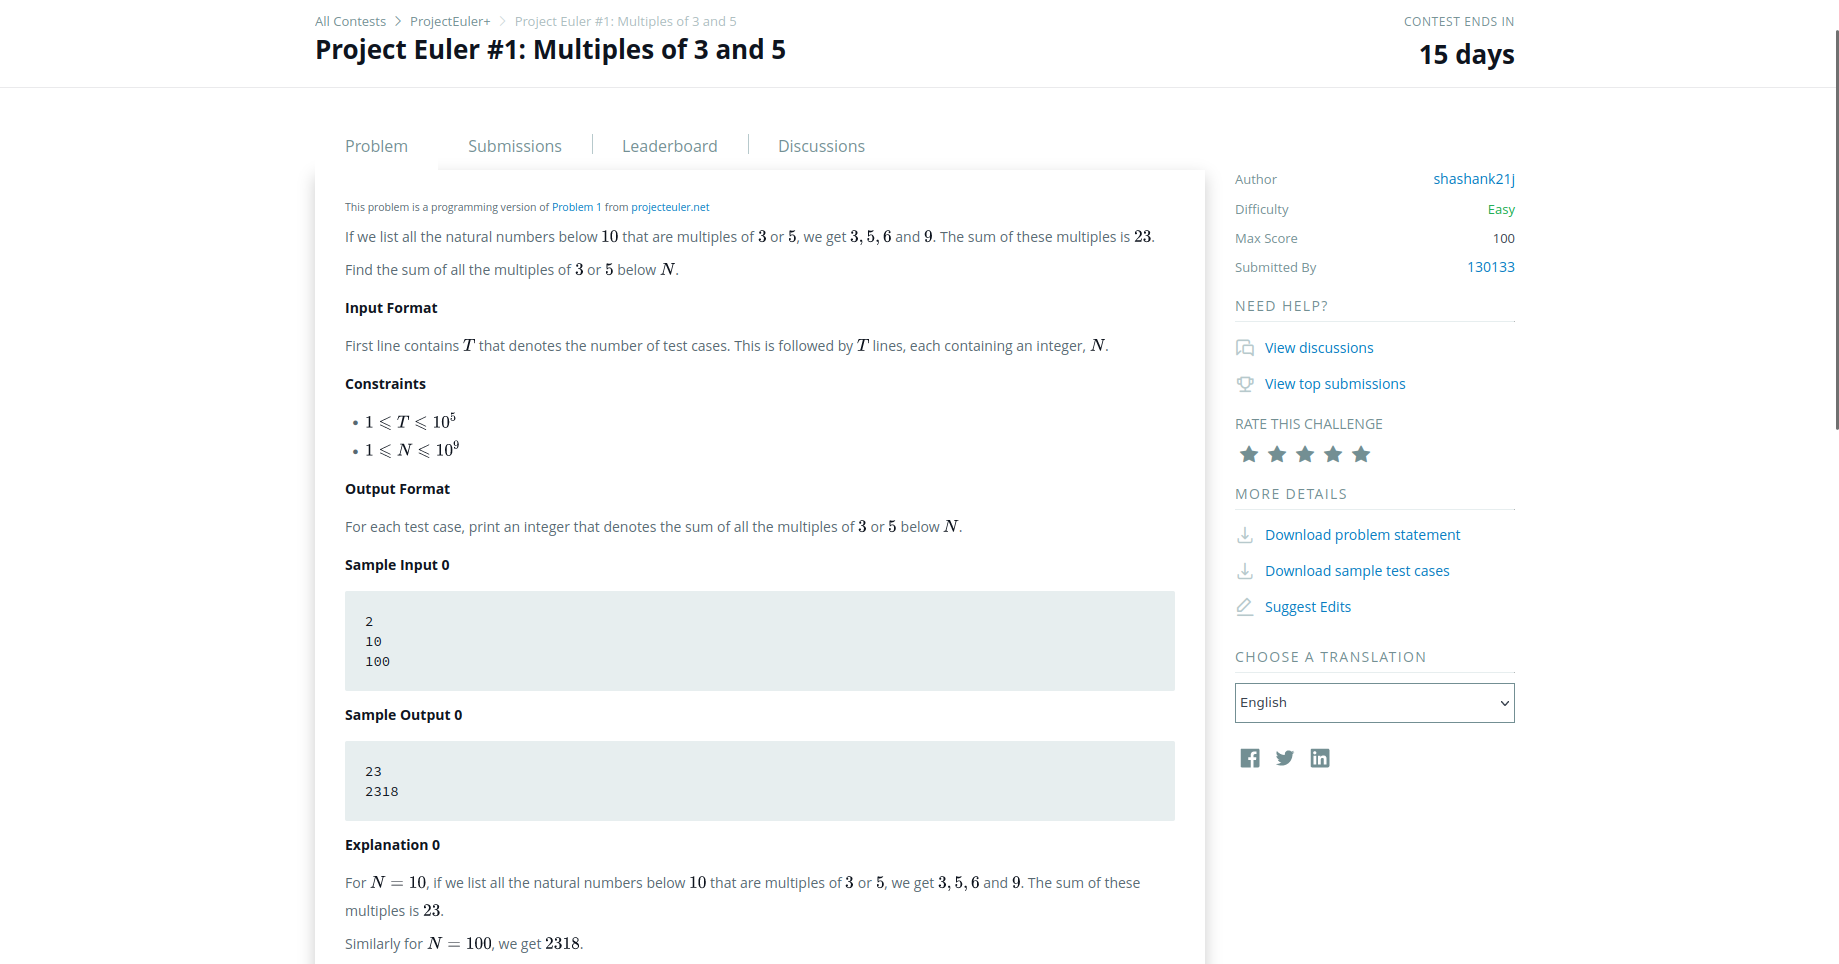 All Contests > ProjectEuler+ > Project Euler #1: Multiples of 3 and 5
Project Euler #1: Multiples of 3 and 5
CONTEST ENDS IN
15 days
Problem
Submissions
Leaderboard
Discussions
This problem is a programming version of Problem 1 from projecteuler.net
If we list all the natural numbers below 10 that are multiples of 3 or 5, we get 3, 5, 6 and 9. The sum of these multiples is 23.
Find the sum of all the multiples of 3 or 5 below N.
Input Format
First line contains T that denotes the number of test cases. This is followed by T lines, each containing an integer, N.
Constraints
• 1 ⩽ T ⩽ 10⁵
• 1 ⩽ N ⩽ 10⁹
Output Format
For each test case, print an integer that denotes the sum of all the multiples of 3 or 5 below N.
Sample Input 0
2
10
100
Sample Output 0
23
2318
Explanation 0
For N = 10, if we list all the natural numbers below 10 that are multiples of 3 or 5, we get 3, 5, 6 and 9. The sum of these
multiples is 23.
Similarly for N = 100, we get 2318.
Author shashank21j
Difficulty Easy
Max Score 100
Submitted By 130133
NEED HELP?
View discussions
View top submissions
RATE THIS CHALLENGE
MORE DETAILS
Download problem statement
Download sample test cases
Suggest Edits
CHOOSE A TRANSLATION
English